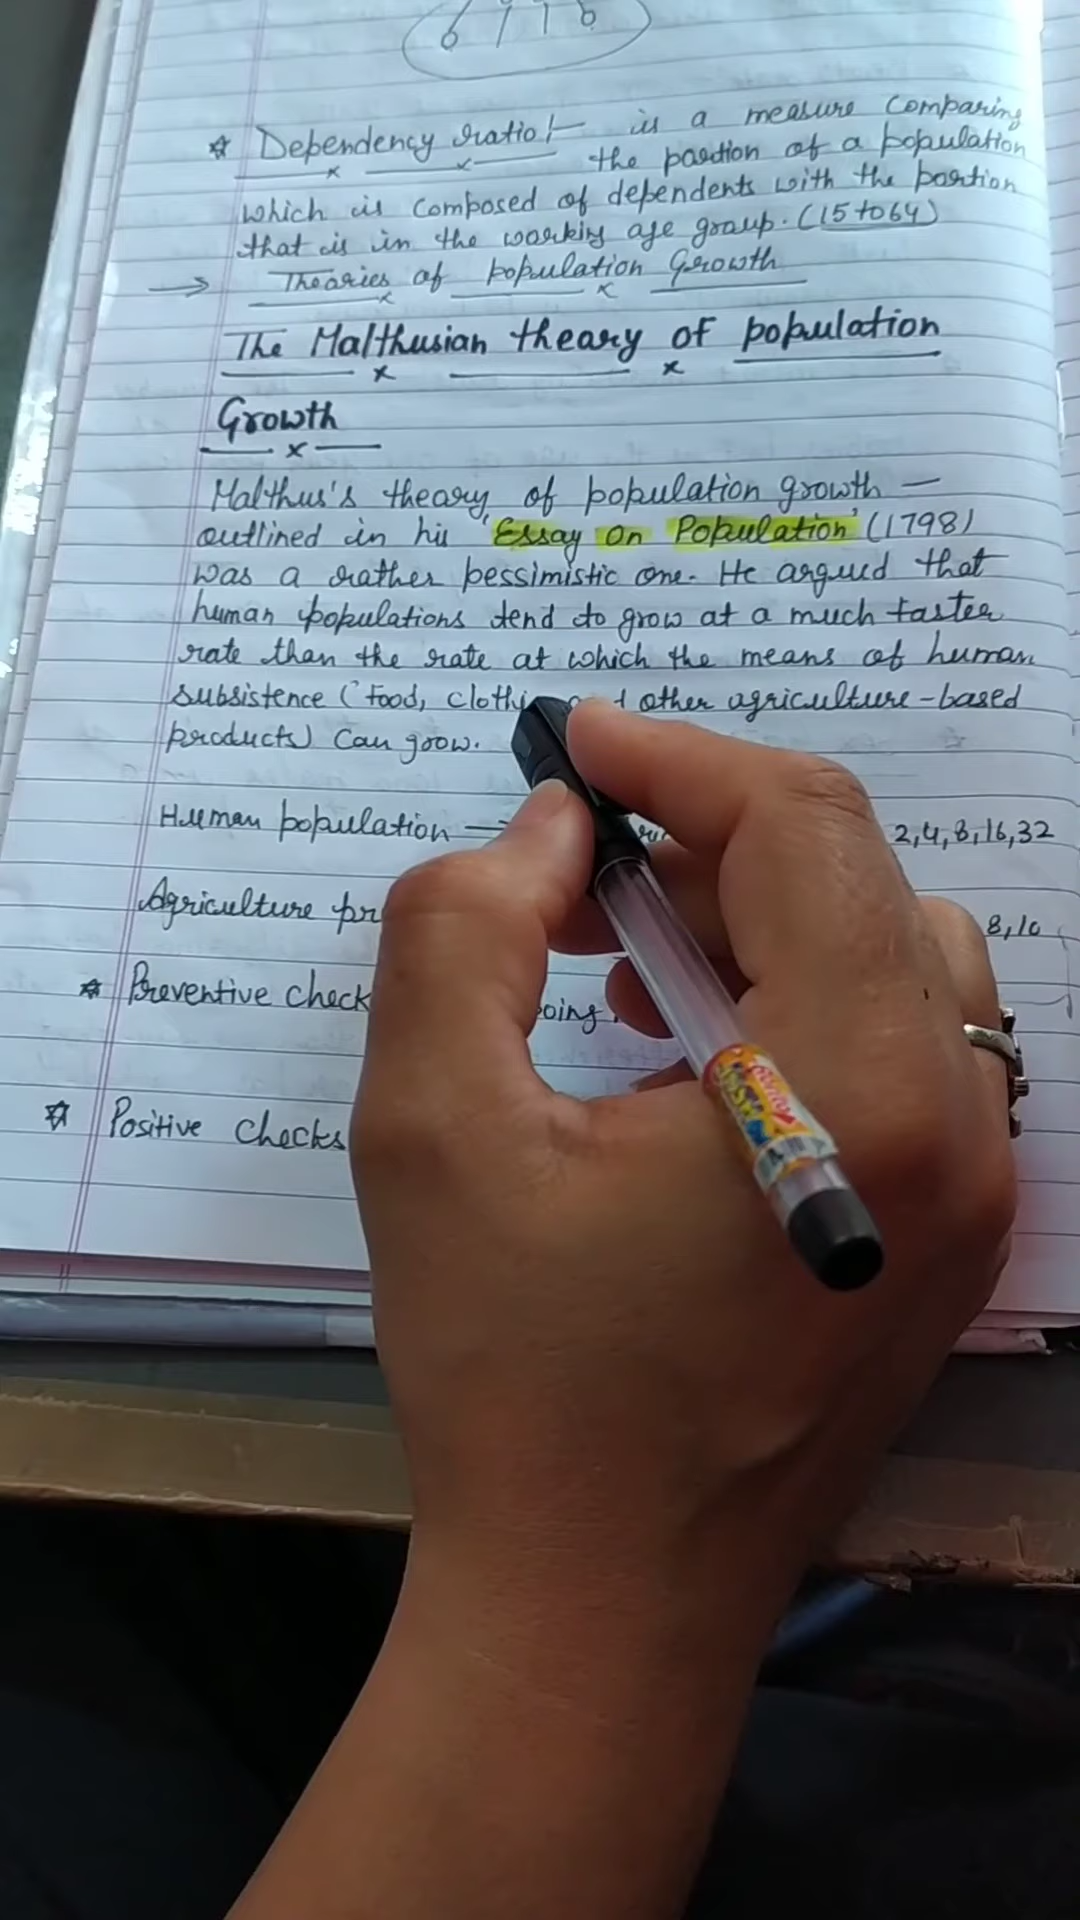 6 1 1 6
☆ Dependency ratio:- is a measure comparing
the portion of a population
which is composed of dependents with the portion
that is in the working age group. (15 to 64)
→ Theories of population Growth
The Malthusian theory of population
Growth
Malthus's theory of population growth —
outlined in his 'Essay on Population' (1798)
was a rather pessimistic one. He argued that
human populations tend to grow at a much faster
rate than the rate at which the means of human
subsistence (food, other agriculture-based
products) can grow.
Human population → 2,4,8,16,32
Agriculture 8,10
☆ Preventive check
☆ Positive checks